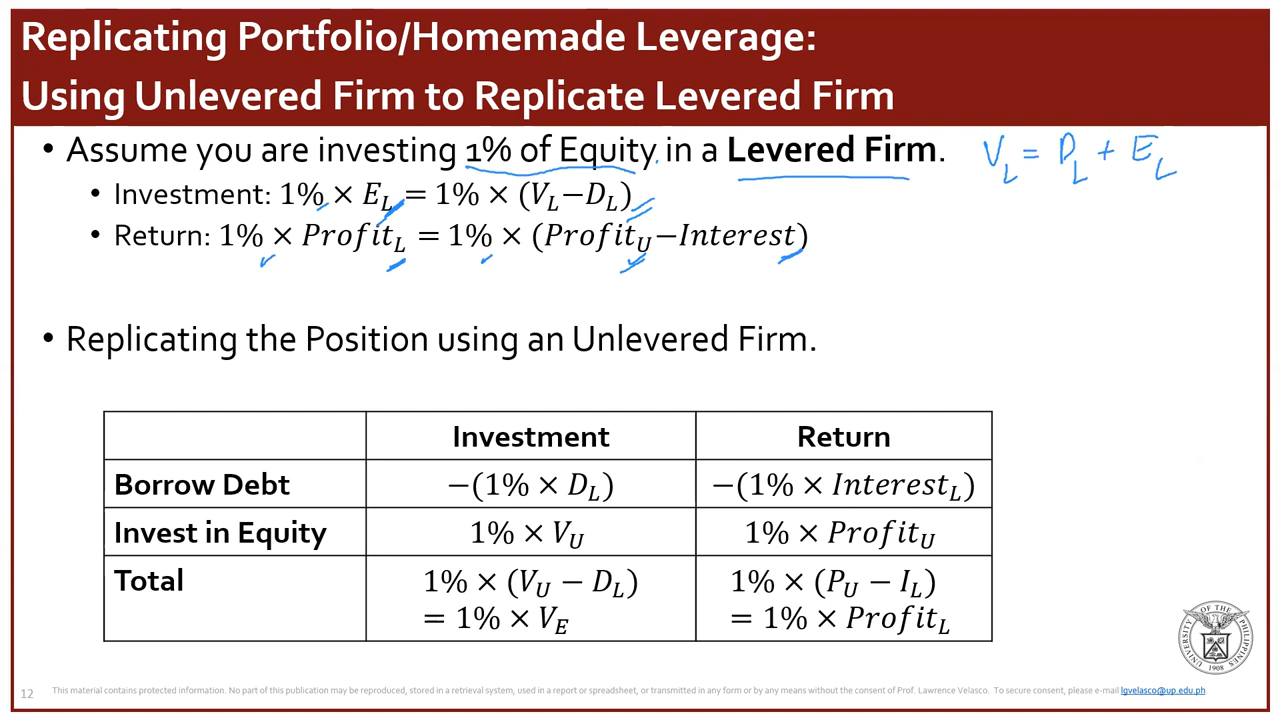 Replicating Portfolio/Homemade Leverage:
Using Unlevered Firm to Replicate Levered Firm
• Assume you are investing 1% of Equity in a Levered Firm.
V_L = D_L + E_L
• Investment: 1% × E_L = 1% × (V_L−D_L)
• Return: 1% × Profit_L = 1% × (Profit_U−Interest)
• Replicating the Position using an Unlevered Firm.
Investment Return
Borrow Debt −(1% × D_L) −(1% × Interest_L)
Invest in Equity 1% × V_U 1% × Profit_U
Total 1% × (V_U − D_L) 1% × (P_U − I_L)
= 1% × V_E = 1% × Profit_L
UNIVERSITY OF THE PHILIPPINES
1908
12 This material contains protected information. No part of this publication may be reproduced, stored in a retrieval system, used in a report or spreadsheet, or transmitted in any form or by any means without the consent of Prof. Lawrence Velasco. To secure consent, please e-mail lgvelasco@up.edu.ph